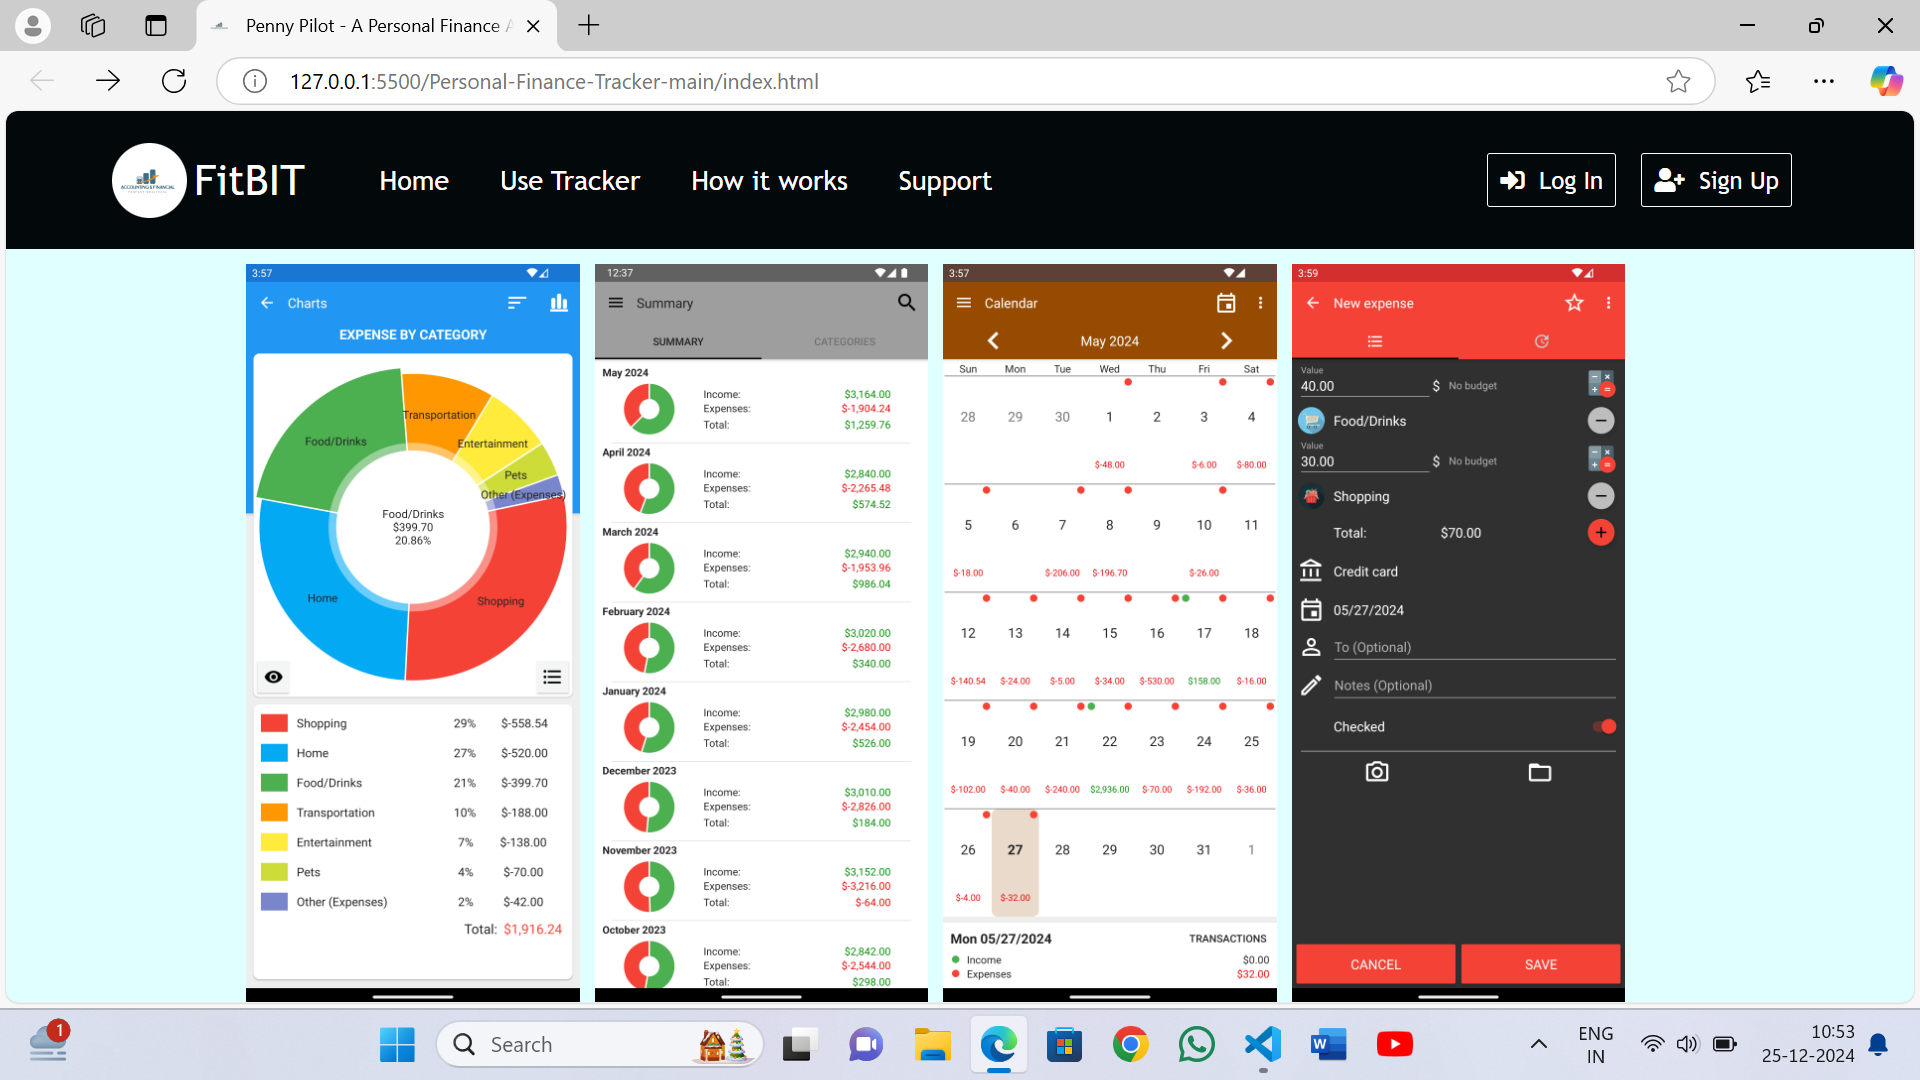 Penny Pilot - A Personal Finance A
127.0.0.1:5500/Personal-Finance-Tracker-main/index.html
ACCOUNTING & FINANCIAL
FitBIT
Home
Use Tracker
How it works
Support
Log In
Sign Up
3:57
Charts
EXPENSE BY CATEGORY
Transportation
Food/Drinks
Entertainment
Pets
Other (Expenses)
Food/Drinks
$399.70
20.86%
Home
Shopping
Shopping 29% $-558.54
Home 27% $-520.00
Food/Drinks 21% $-399.70
Transportation 10% $-188.00
Entertainment 7% $-138.00
Pets 4% $-70.00
Other (Expenses) 2% $-42.00
Total: $1,916.24
12:37
Summary
SUMMARY CATEGORIES
May 2024
Income: $3,164.00
Expenses: $-1,904.24
Total: $1,259.76
April 2024
Income: $2,840.00
Expenses: $-2,265.48
Total: $574.52
March 2024
Income: $2,940.00
Expenses: $-1,953.96
Total: $986.04
February 2024
Income: $3,020.00
Expenses: $-2,680.00
Total: $340.00
January 2024
Income: $2,980.00
Expenses: $-2,454.00
Total: $526.00
December 2023
Income: $3,010.00
Expenses: $-2,826.00
Total: $184.00
November 2023
Income: $3,152.00
Expenses: $-3,216.00
Total: $-64.00
October 2023
Income: $2,842.00
Expenses: $-2,544.00
Total: $298.00
3:57
Calendar
May 2024
Sun Mon Tue Wed Thu Fri Sat
28 29 30 1 2 3 4
$-48.00 $-6.00 $-80.00
5 6 7 8 9 10 11
$-18.00 $-206.00 $-196.70 $-26.00
12 13 14 15 16 17 18
$-140.54 $-24.00 $-5.00 $-34.00 $-530.00 $158.00 $-16.00
19 20 21 22 23 24 25
$-102.00 $-40.00 $-240.00 $2,936.00 $-70.00 $-192.00 $-36.00
26 27 28 29 30 31 1
$-4.00 $-32.00
Mon 05/27/2024 TRANSACTIONS
Income $0.00
Expenses $32.00
3:59
New expense
Value
40.00 $ No budget
Food/Drinks
Value
30.00 $ No budget
Shopping
Total: $70.00
Credit card
05/27/2024
To (Optional)
Notes (Optional)
Checked
CANCEL SAVE
1
Search
ENG
IN
10:53
25-12-2024